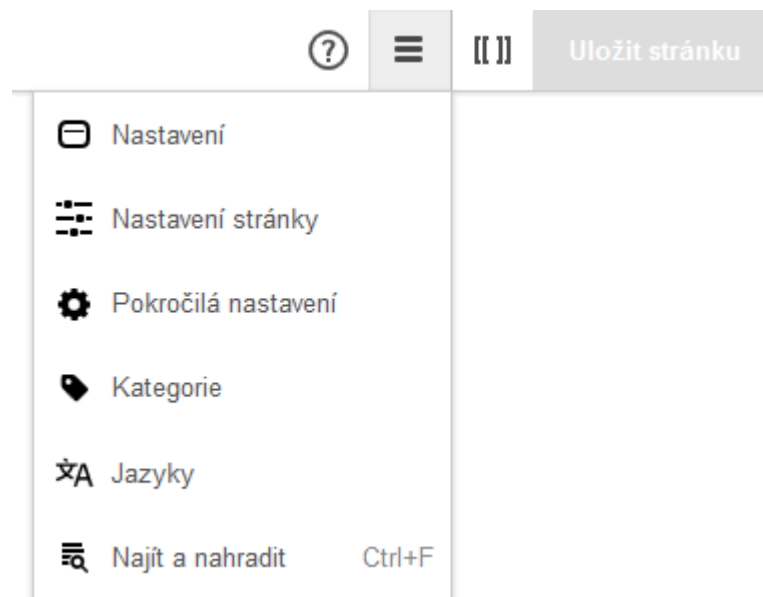 [[ ]] Uložit stránku
Nastavení
Nastavení stránky
Pokročilá nastavení
Kategorie
Jazyky
Najít a nahradit Ctrl+F